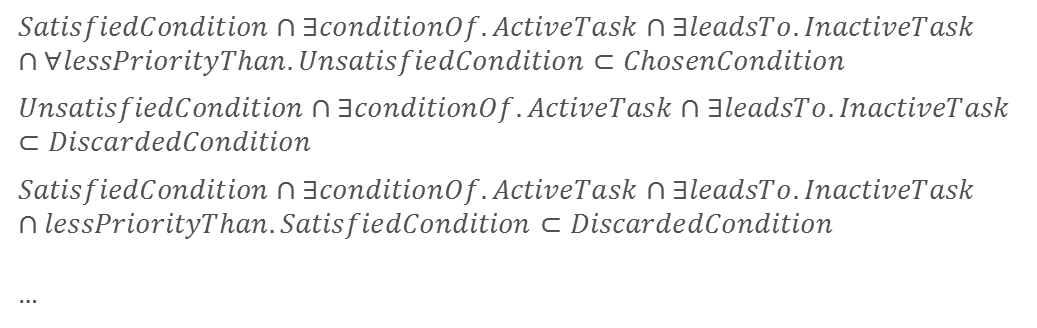 SatisfiedCondition ∩ ∃conditionOf.ActiveTask ∩ ∃leadsTo.InactiveTask
∩ ∀lessPriorityThan.UnsatisfiedCondition ⊂ ChosenCondition
UnsatisfiedCondition ∩ ∃conditionOf.ActiveTask ∩ ∃leadsTo.InactiveTask
⊂ DiscardedCondition
SatisfiedCondition ∩ ∃conditionOf.ActiveTask ∩ ∃leadsTo.InactiveTask
∩ lessPriorityThan.SatisfiedCondition ⊂ DiscardedCondition
...